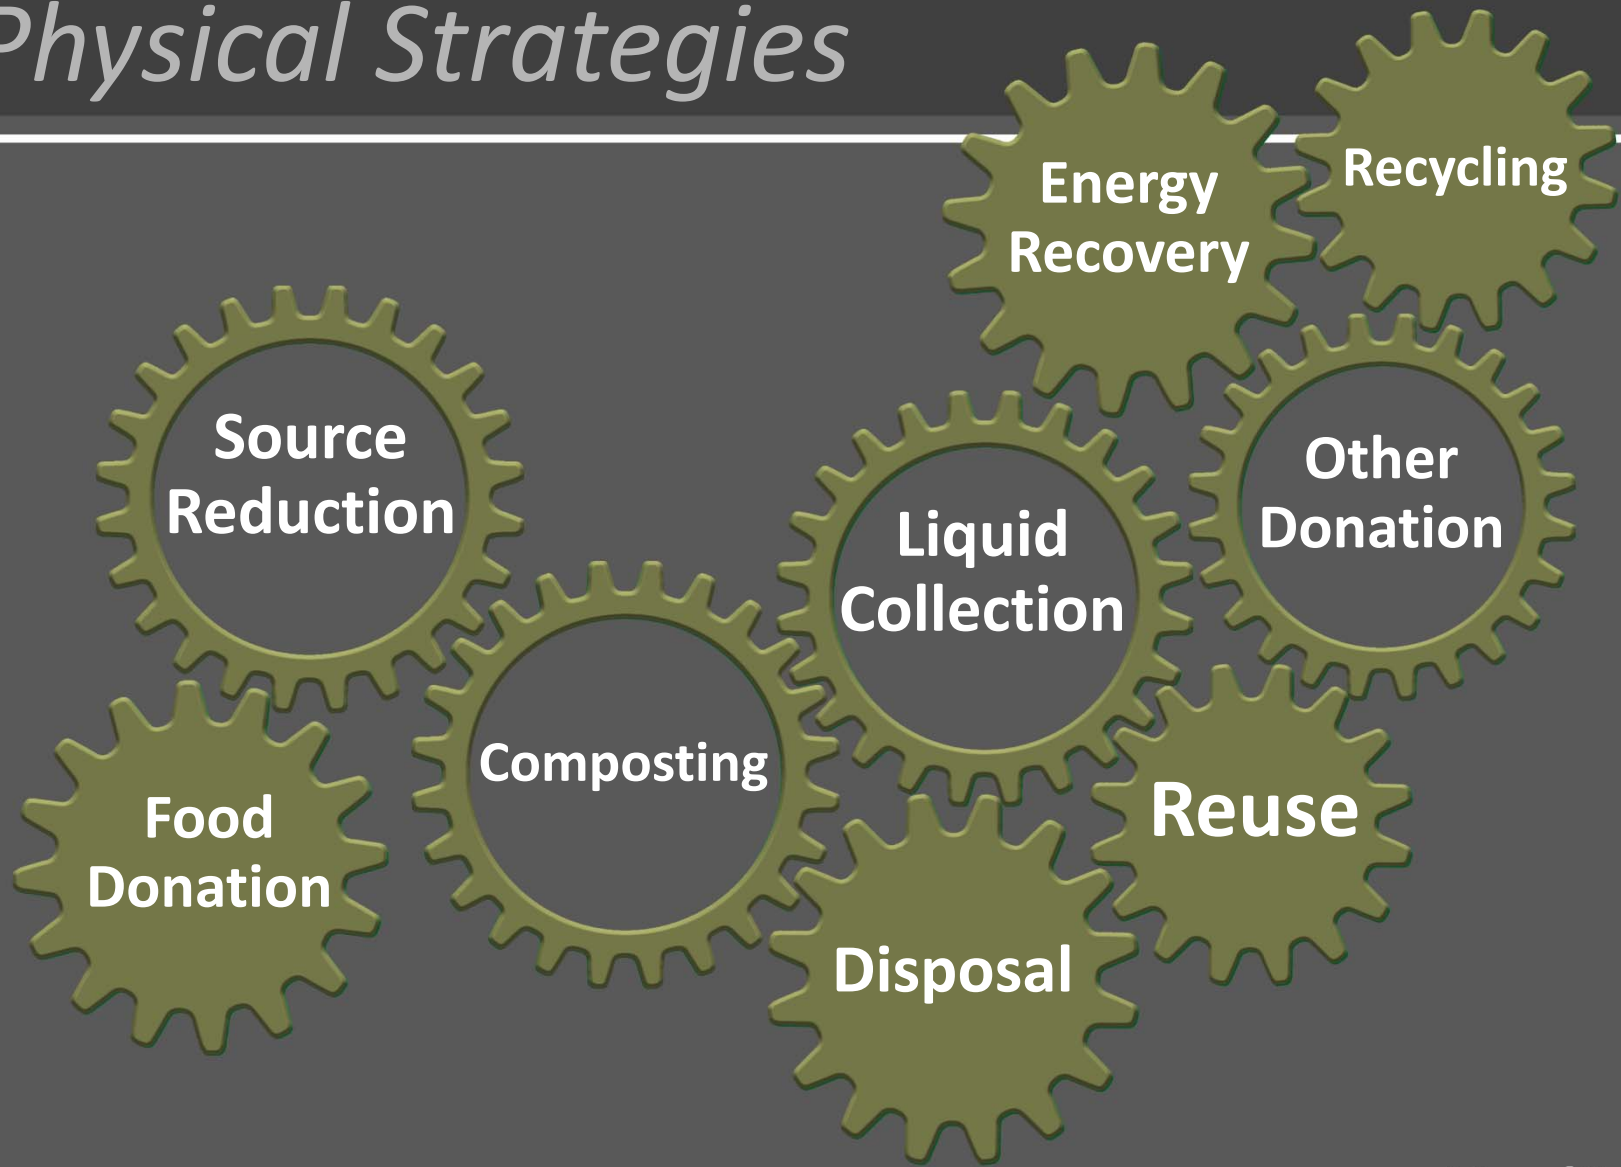 Physical Strategies
Energy
Recovery
Recycling
Source
Reduction
Liquid
Collection
Other
Donation
Food
Donation
Composting
Reuse
Disposal